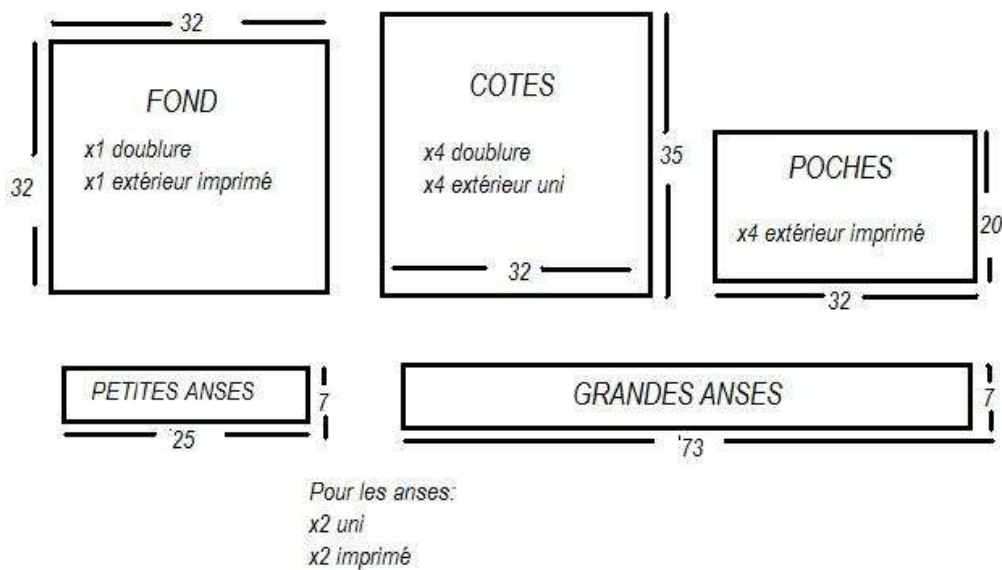 32
32
FOND
x1 doublure
x1 extérieur imprimé
COTES
x4 doublure
x4 extérieur uni
32
35
POCHES
x4 extérieur imprimé
20
32
PETITES ANSES
7
'25
GRANDES ANSES
7
'73
Pour les anses:
x2 uni
x2 imprimé